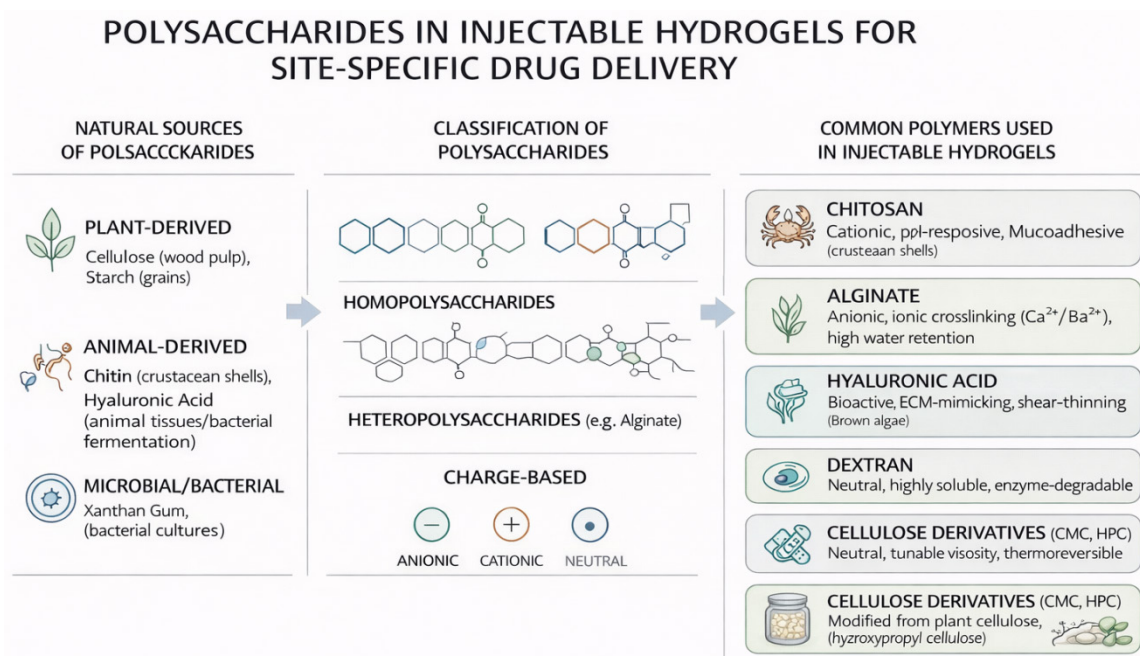 POLYSACCHARIDES IN INJECTABLE HYDROGELS FOR
SITE-SPECIFIC DRUG DELIVERY
NATURAL SOURCES
OF POLSACCCKARIDES
PLANT-DERIVED
Cellulose (wood pulp),
Starch (grains)
ANIMAL-DERIVED
Chitin (crustacean shells),
Hyaluronic Acid
(animal tissues/bacterial
fermentation)
MICROBIAL/BACTERIAL
Xanthan Gum,
(bacterial cultures)
CLASSIFICATION OF
POLYSACCHARIDES
HOMOPOLYSACCHARIDES
HETEROPOLYSACCHARIDES (e.g. Alginate)
CHARGE-BASED
−
+
ANIONIC
CATIONIC
NEUTRAL
COMMON POLYMERS USED
IN INJECTABLE HYDROGELS
CHITOSAN
Cationic, ppl-resposive, Mucoadhesive
(crusteaan shells)
ALGINATE
Anionic, ionic crosslinking (Ca²⁺/Ba²⁺),
high water retention
HYALURONIC ACID
Bioactive, ECM-mimicking, shear-thinning
(Brown algae)
DEXTRAN
Neutral, highly soluble, enzyme-degradable
CELLULOSE DERIVATIVES (CMC, HPC)
Neutral, tunable visosity, thermoreversible
CELLULOSE DERIVATIVES (CMC, HPC)
Modified from plant cellulose,
(hyzroxypropyl cellulose)